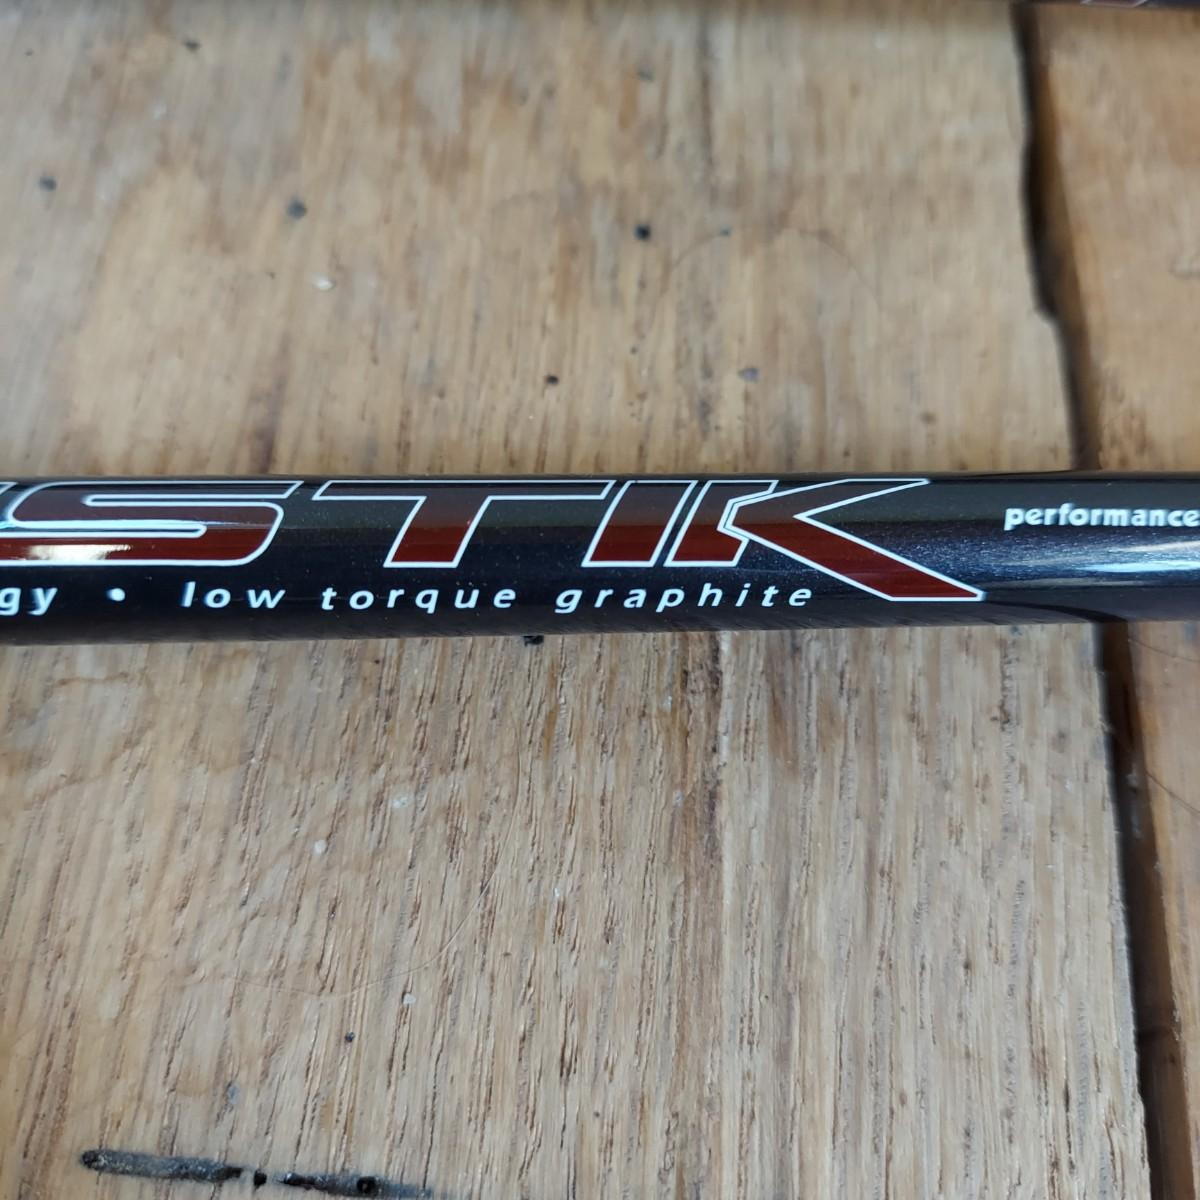 STIK
gy • low torque graphite
performance